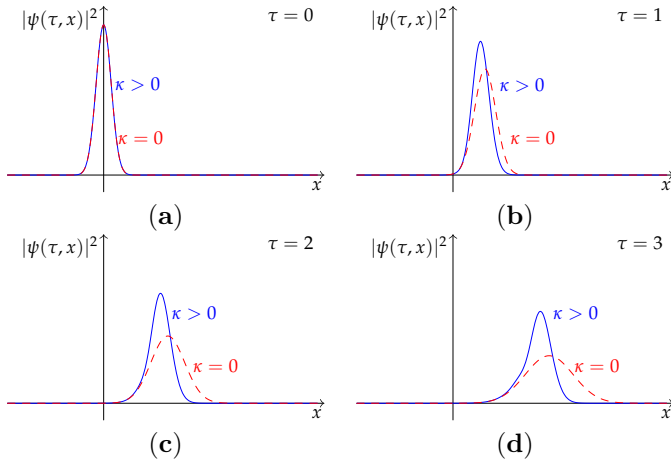 |ψ(τ, x)|² τ = 0
κ > 0
κ = 0
x
(a)
|ψ(τ, x)|² τ = 1
κ > 0
κ = 0
x
(b)
|ψ(τ, x)|² τ = 2
κ > 0
κ = 0
x
(c)
|ψ(τ, x)|² τ = 3
κ > 0
κ = 0
x
(d)